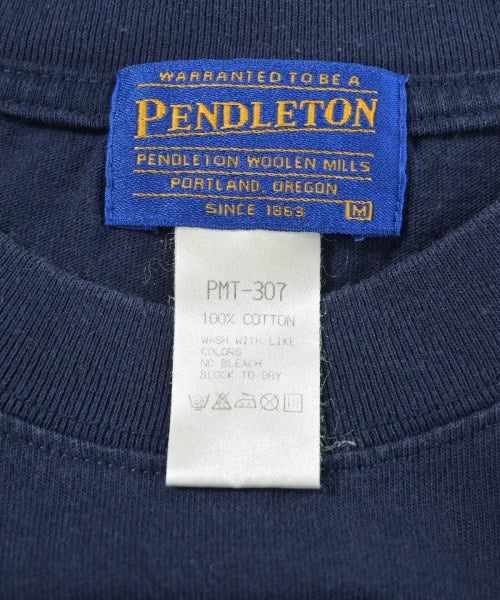 WARRANTED TO BE A
PENDLETON
PENDLETON WOOLEN MILLS
PORTLAND, OREGON
SINCE 1863 M
PMT-307
100% COTTON
WASH WITH LIKE
COLORS
NO BLEACH
BLOCK TO DRY